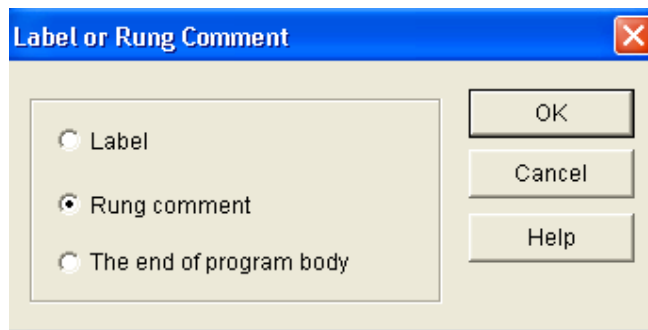 Label or Rung Comment
Label
Rung comment
The end of program body
OK
Cancel
Help